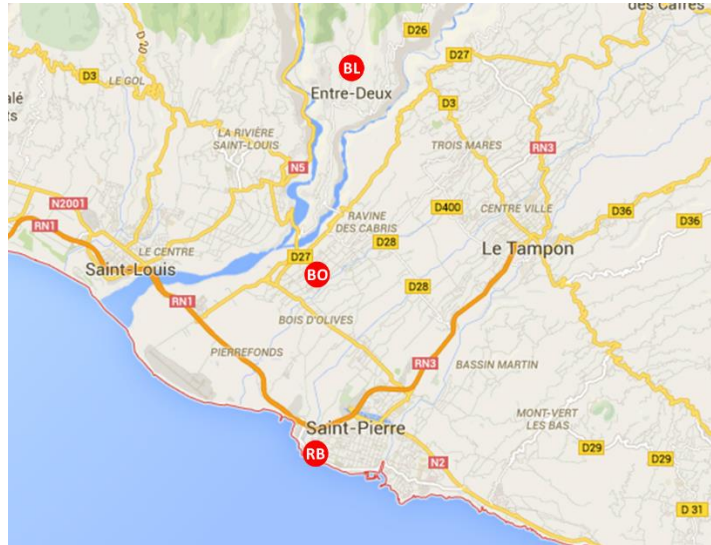 des Cafres
D26
D27
D 20
BL
D3
LE GOL
Entre-Deux
D3
LA RIVIÈRE
SAINT-LOUIS
TROIS MARES
RN3
N5
N2001
RN1
RAVINE
DES CABRIS
D400
CENTRE VILLE
D36
D36
D28
LE CENTRE
Le Tampon
D27
Saint-Louis
BO
D28
RN1
BOIS D'OLIVES
PIERREFONDS
RN3
BASSIN MARTIN
MONT-VERT
LES BAS
Saint-Pierre
RB
D29
D29
N2
D 31